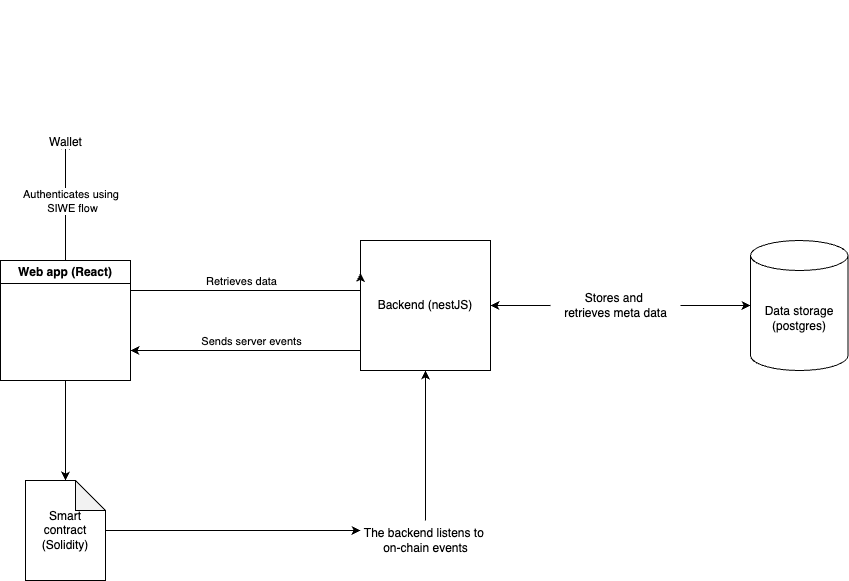 Wallet
Authenticates using
SIWE flow
Web app (React)
Retrieves data
Sends server events
Backend (nestJS)
Stores and
retrieves meta data
Data storage
(postgres)
Smart
contract
(Solidity)
The backend listens to
on-chain events